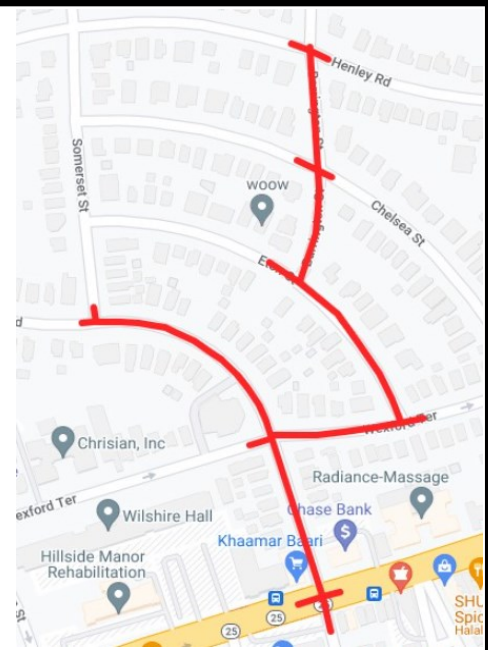 Henley Rd
Somerset St
woow
Chelsea St
Chrisian, Inc
Wexford Ter
Radiance-Massage
exford Ter
Wilshire Hall
Chase Bank
Khaamar Baari
Hillside Manor
Rehabilitation
25
25
SHU
Spic
Halal